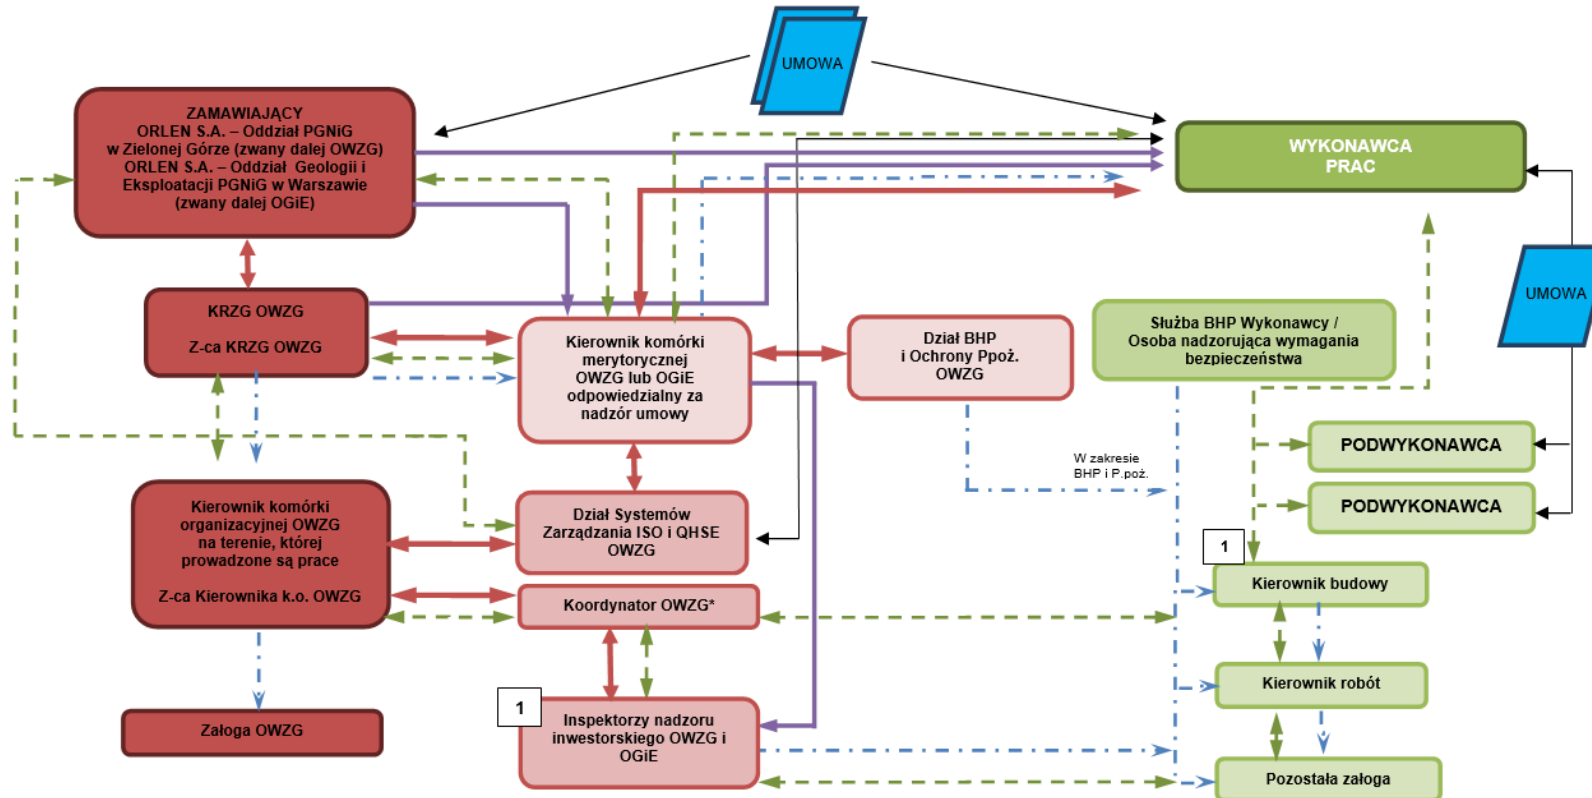 UMOWA
ZAMAWIAJĄCY
ORLEN S.A. – Oddział PGNiG
w Zielonej Górze (zwany dalej OWZG)
ORLEN S.A. – Oddział Geologii i
Eksploatacji PGNiG w Warszawie
(zwany dalej OGiE)
WYKONAWCA
PRAC
UMOWA
KRZG OWZG
Z-ca KRZG OWZG
Kierownik komórki
merytorycznej
OWZG lub OGiE
odpowiedzialny za
nadzór umowy
Dział BHP
i Ochrony Ppoż.
OWZG
Służba BHP Wykonawcy /
Osoba nadzorująca wymagania
bezpieczeństwa
W zakresie
BHP i P.poż.
PODWYKONAWCA
PODWYKONAWCA
Kierownik komórki
organizacyjnej OWZG
na terenie, której
prowadzone są prace
Z-ca Kierownika k.o. OWZG
Dział Systemów
Zarządzania ISO i QHSE
OWZG
1
Kierownik budowy
Koordynator OWZG*
Kierownik robót
1
Inspektorzy nadzoru
inwestorskiego OWZG i
OGiE
Załoga OWZG
Pozostała załoga